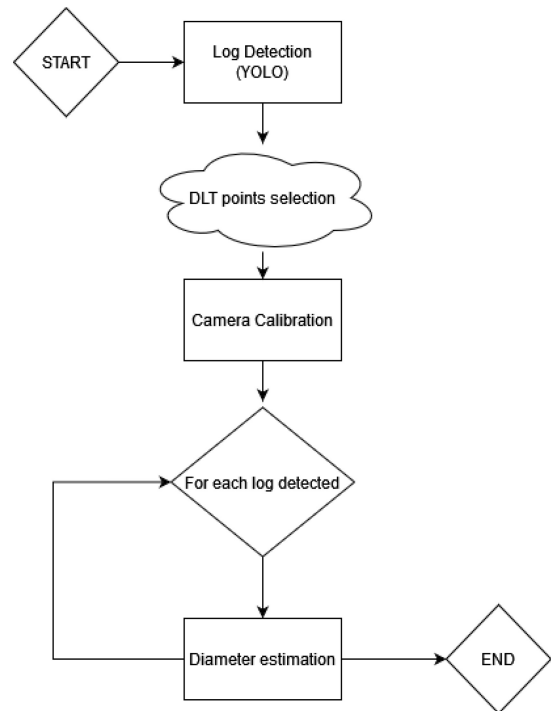 START
Log Detection
(YOLO)
DLT points selection
Camera Calibration
For each log detected
Diameter estimation
END